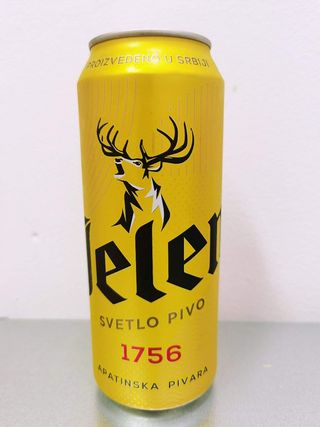 PROIZVEDENO U SRBIJI
Jelen
SVETLO PIVO
1756
APATINSKA PIVARA